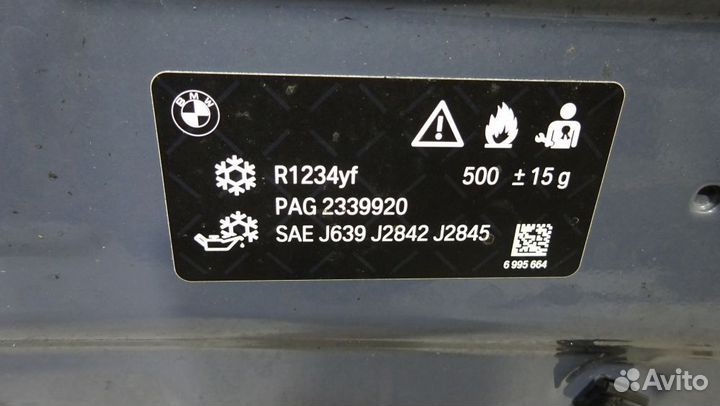 BMW
R1234yf 500 ± 15 g
PAG 2339920
SAE J639 J2842 J2845
6 995 664
Avito